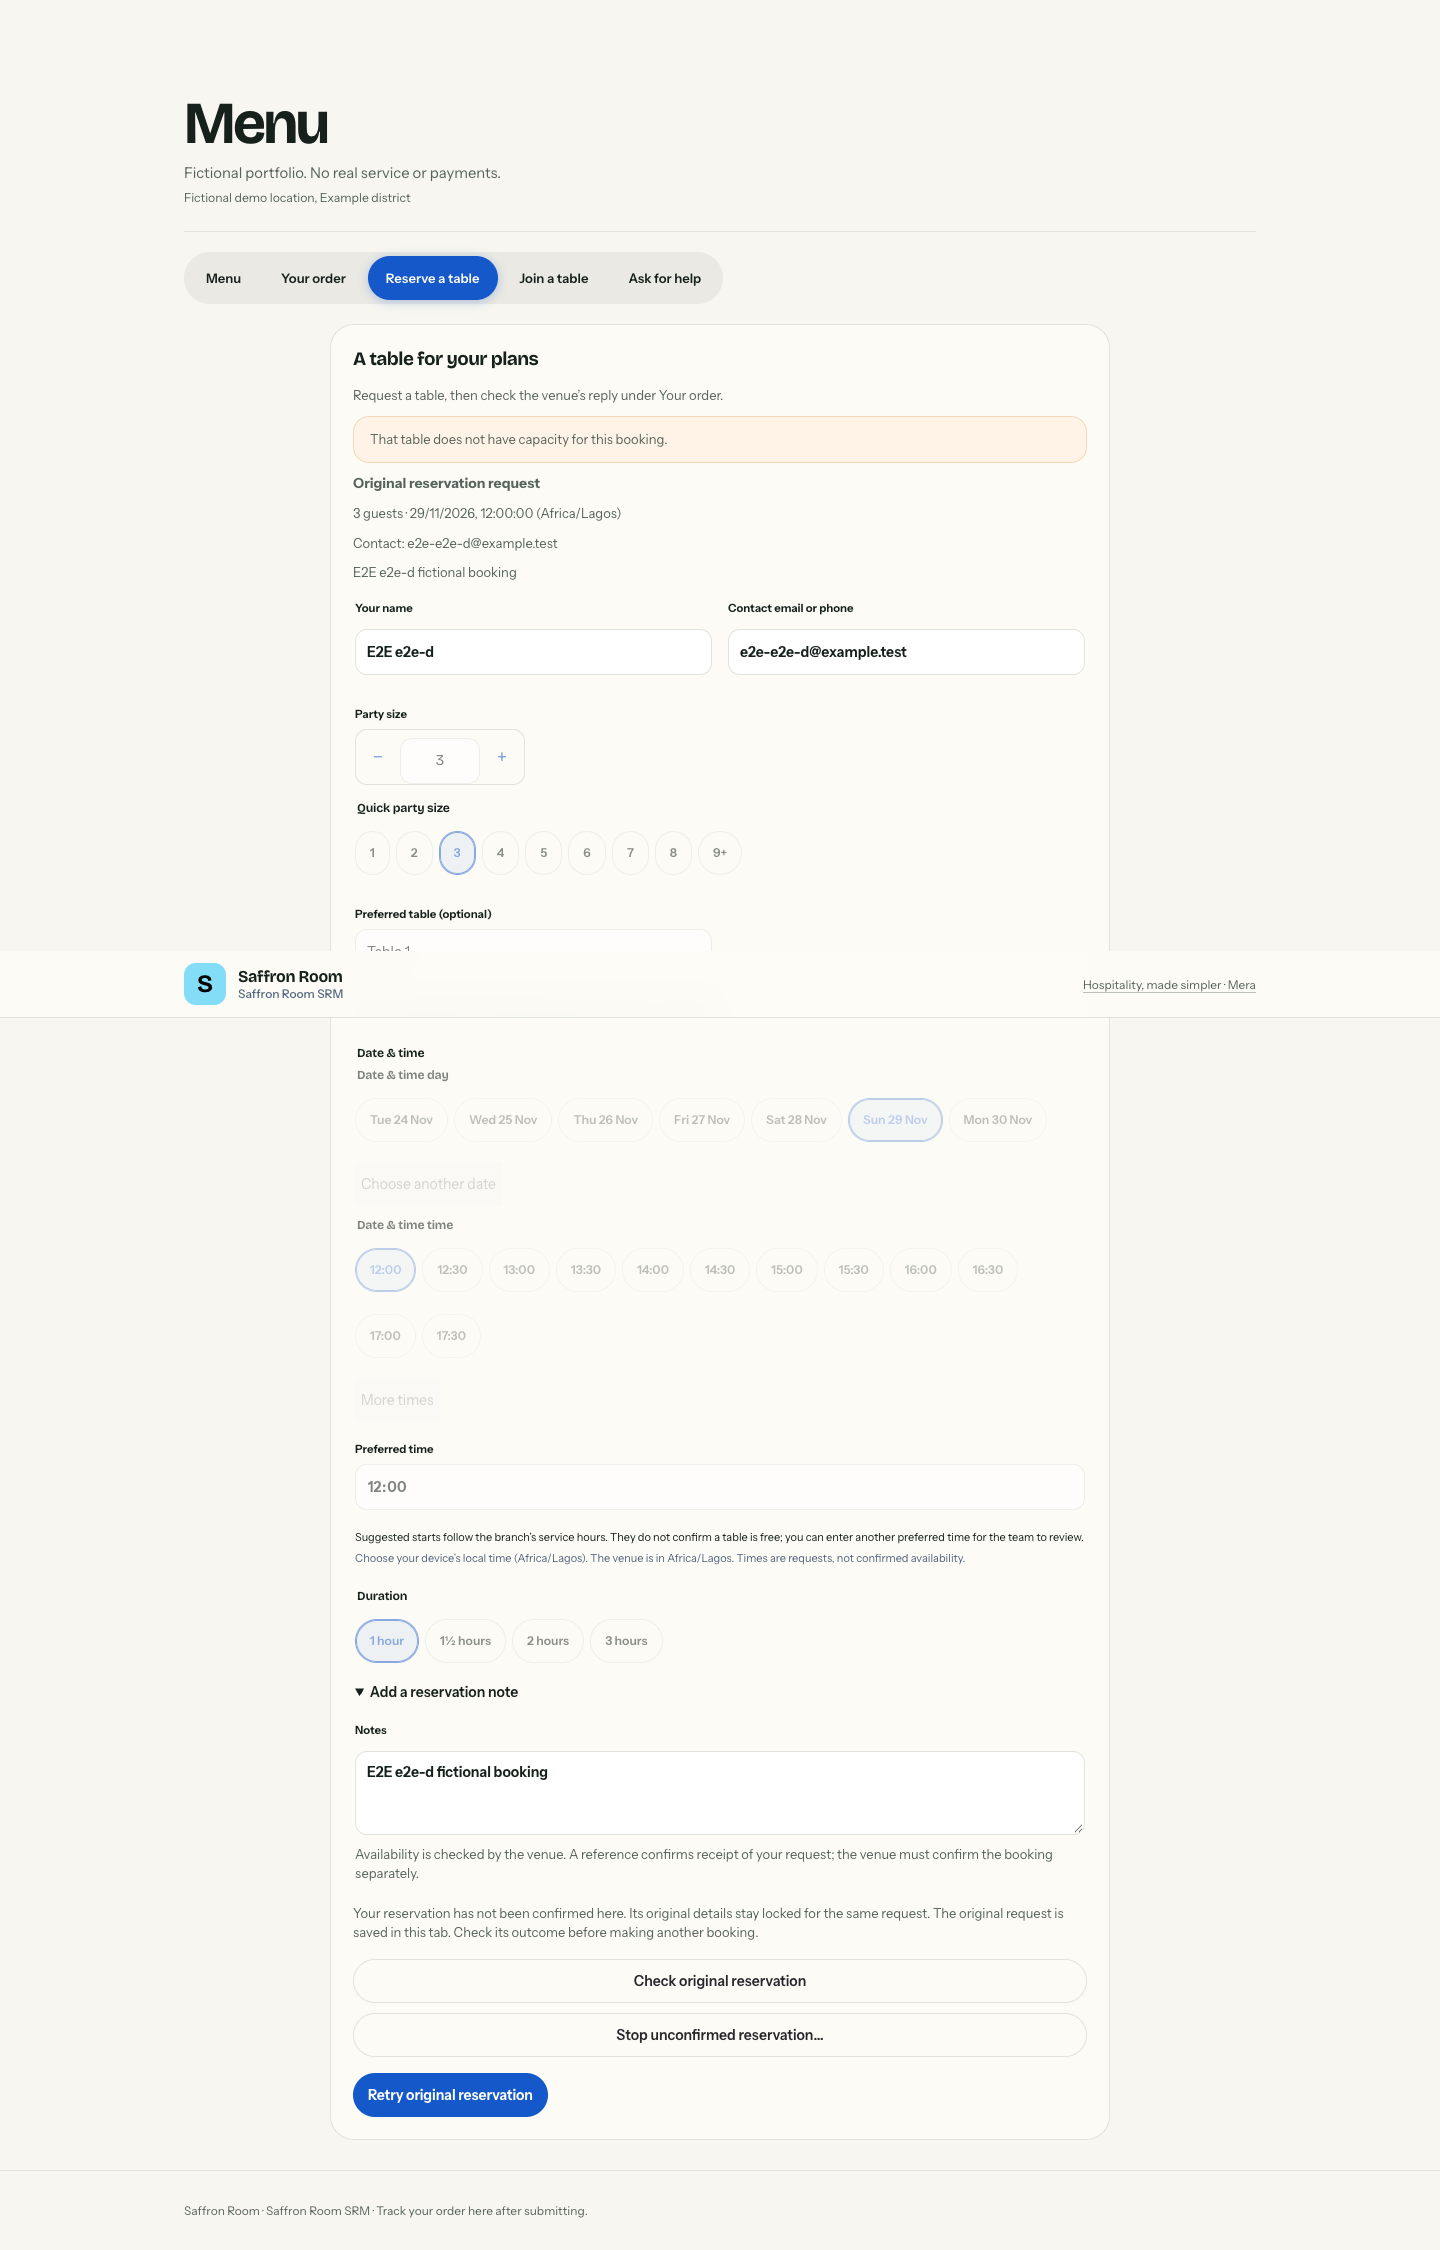 Menu
Fictional portfolio. No real service or payments.
Fictional demo location, Example district
Menu
Your order
Reserve a table
Join a table
Ask for help
A table for your plans
Request a table, then check the venue's reply under Your order.
That table does not have capacity for this booking.
Original reservation request
3 guests · 29/11/2026, 12:00:00 (Africa/Lagos)
Contact: e2e-e2e-d@example.test
E2E e2e-d fictional booking
Your name
Contact email or phone
E2E e2e-d
e2e-e2e-d@example.test
Party size
− 3 +
Quick party size
1 2 3 4 5 6 7 8 9+
Preferred table (optional)
Table 1
S
Saffron Room
Saffron Room SRM
Hospitality, made simpler · Mera
Date & time
Date & time day
Tue 24 Nov
Wed 25 Nov
Thu 26 Nov
Fri 27 Nov
Sat 28 Nov
Sun 29 Nov
Mon 30 Nov
Choose another date
Date & time time
12:00 12:30 13:00 13:30 14:00 14:30 15:00 15:30 16:00 16:30
17:00 17:30
More times
Preferred time
12:00
Suggested starts follow the branch's service hours. They do not confirm a table is free; you can enter another preferred time for the team to review.
Choose your device's local time (Africa/Lagos). The venue is in Africa/Lagos. Times are requests, not confirmed availability.
Duration
1 hour
1½ hours
2 hours
3 hours
▼ Add a reservation note
Notes
E2E e2e-d fictional booking
Availability is checked by the venue. A reference confirms receipt of your request; the venue must confirm the booking
separately.
Your reservation has not been confirmed here. Its original details stay locked for the same request. The original request is
saved in this tab. Check its outcome before making another booking.
Check original reservation
Stop unconfirmed reservation…
Retry original reservation
Saffron Room · Saffron Room SRM · Track your order here after submitting.